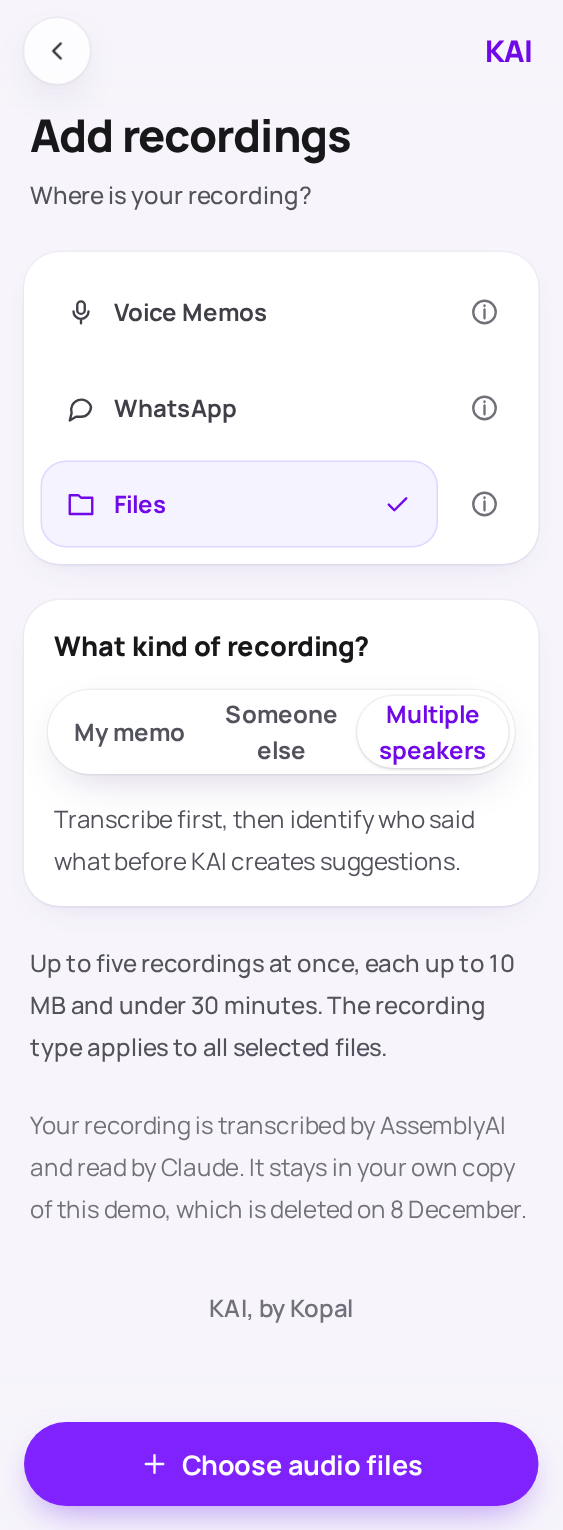 KAI
Add recordings
Where is your recording?
Voice Memos
WhatsApp
Files
What kind of recording?
My memo
Someone
else
Multiple
speakers
Transcribe first, then identify who said
what before KAI creates suggestions.
Up to five recordings at once, each up to 10
MB and under 30 minutes. The recording
type applies to all selected files.
Your recording is transcribed by AssemblyAI
and read by Claude. It stays in your own copy
of this demo, which is deleted on 8 December.
KAI, by Kopal
Choose audio files